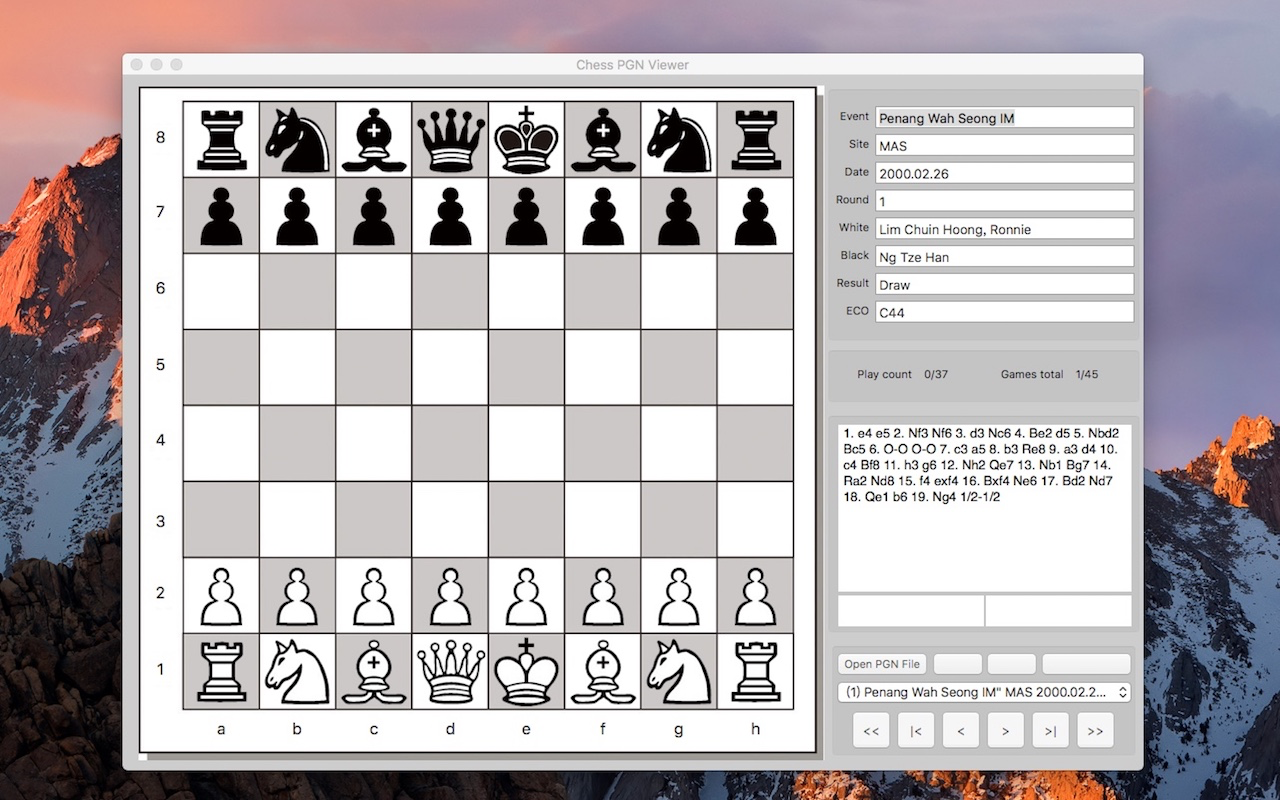 Chess PGN Viewer
8
7
6
5
4
3
2
1
a b c d e f g h
Event Penang Wah Seong IM
Site MAS
Date 2000.02.26
Round 1
White Lim Chuin Hoong, Ronnie
Black Ng Tze Han
Result Draw
ECO C44
Play count 0/37 Games total 1/45
1. e4 e5 2. Nf3 Nf6 3. d3 Nc6 4. Be2 d5 5. Nbd2
Bc5 6. O-O O-O 7. c3 a5 8. b3 Re8 9. a3 d4 10.
c4 Bf8 11. h3 g6 12. Nh2 Qe7 13. Nb1 Bg7 14.
Ra2 Nd8 15. f4 exf4 16. Bxf4 Ne6 17. Bd2 Nd7
18. Qe1 b6 19. Ng4 1/2-1/2
Open PGN File
(1) Penang Wah Seong IM" MAS 2000.02.2...
<< |< < > >| >>